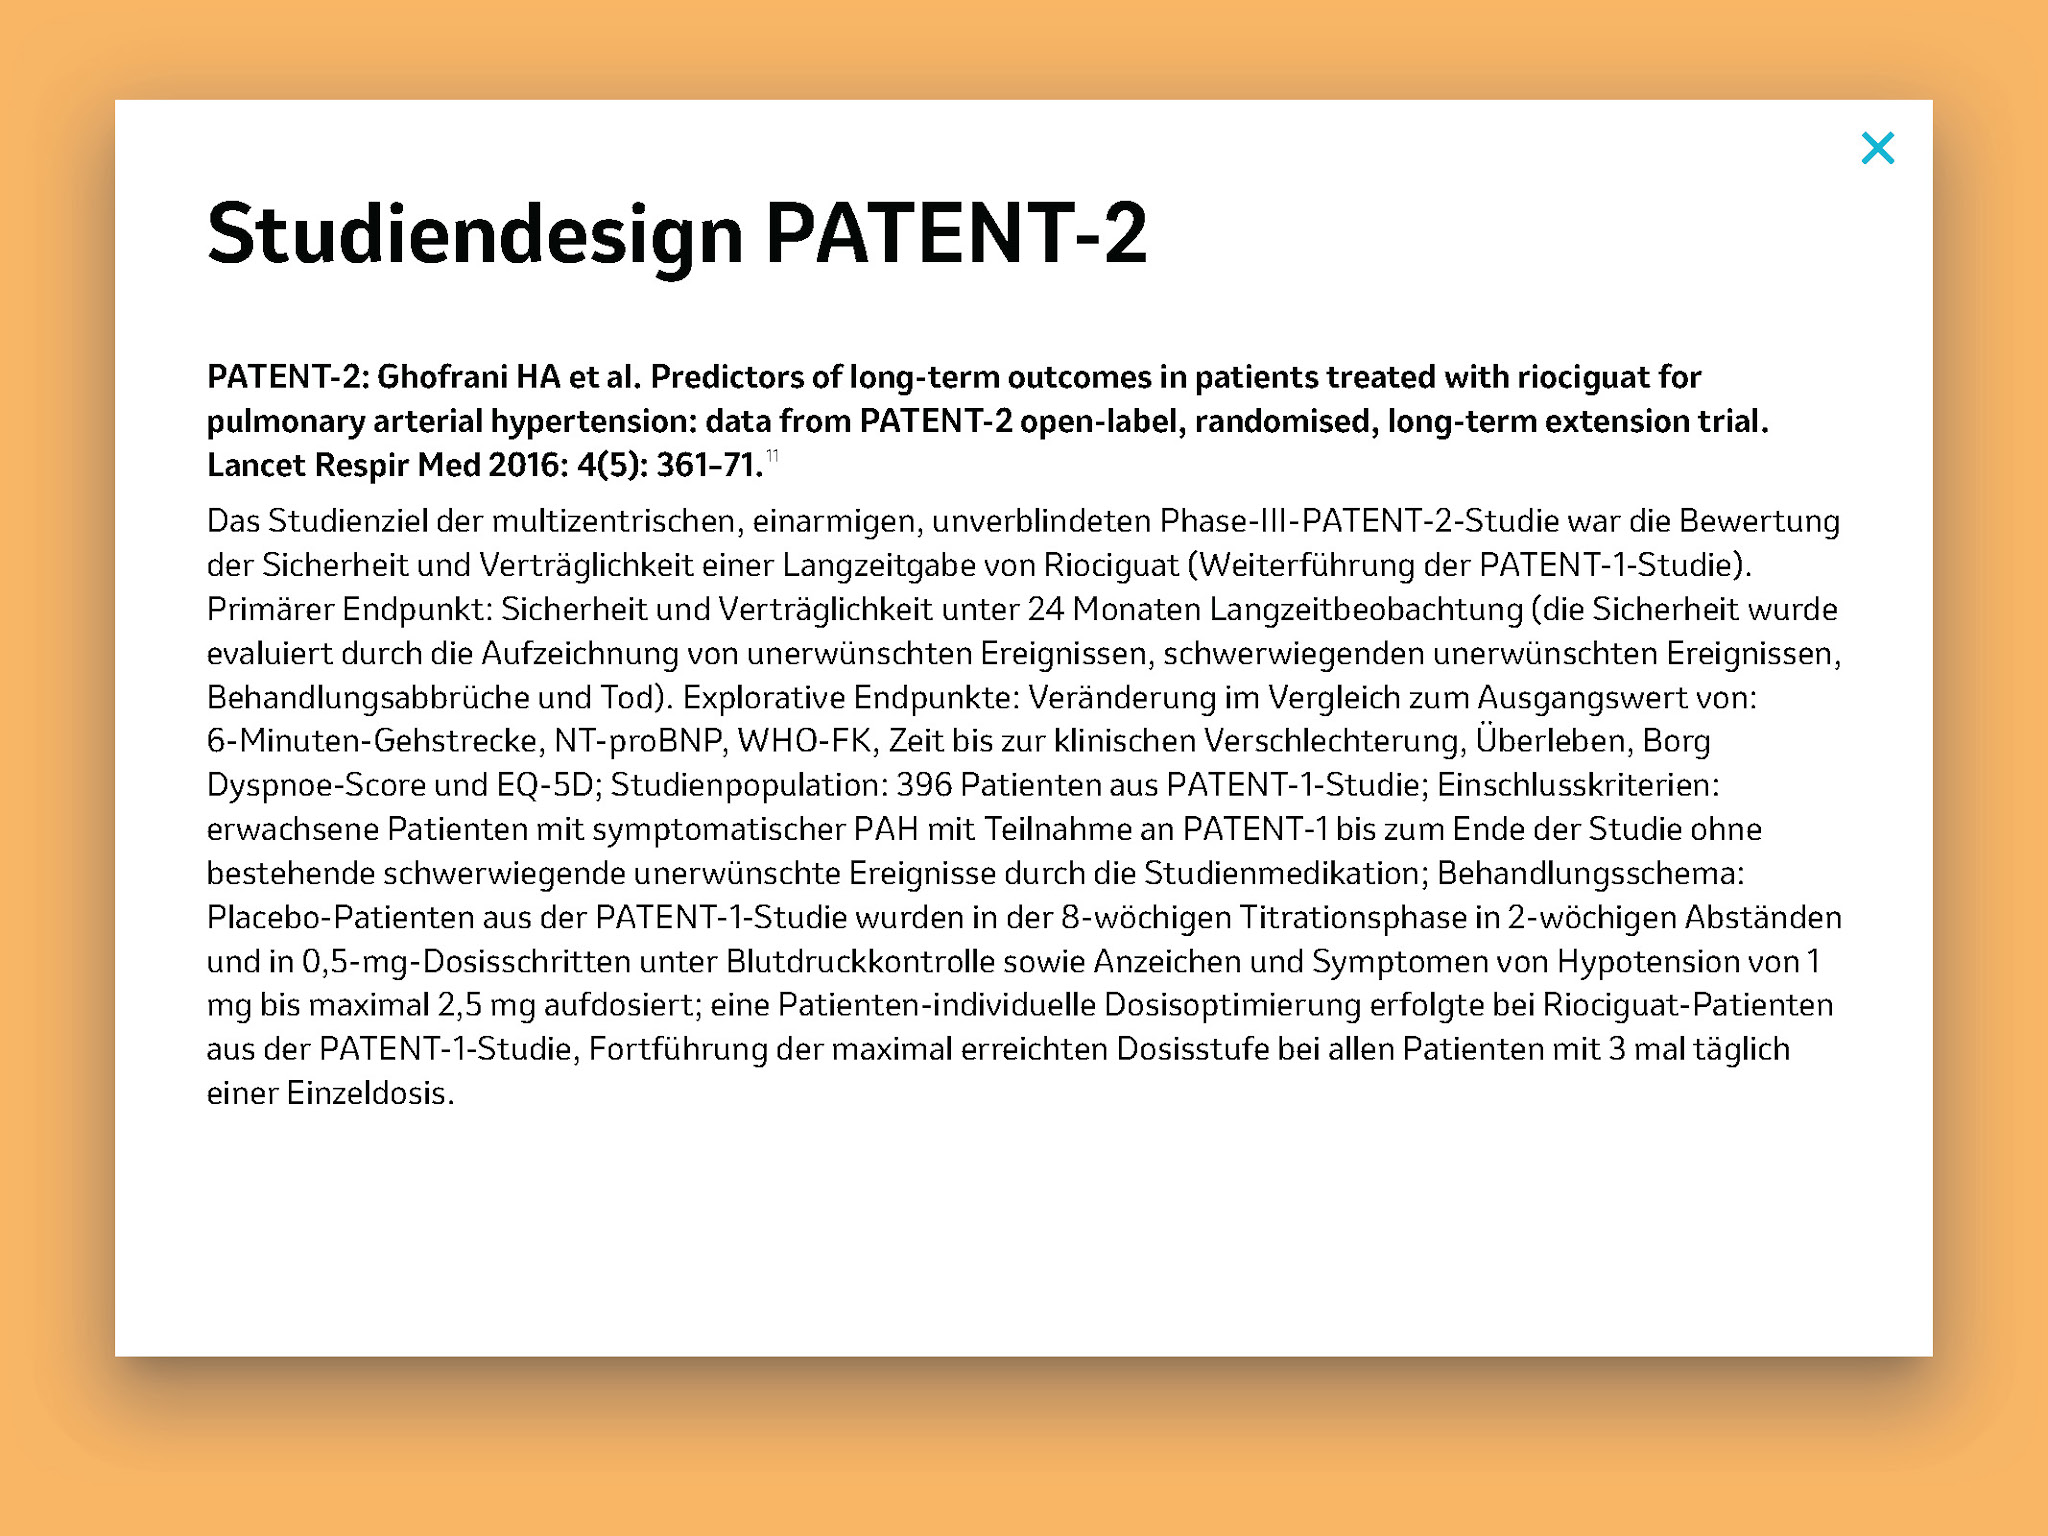 Studiendesign PATENT-2
PATENT-2: Ghofrani HA et al. Predictors of long-term outcomes in patients treated with riociguat for
pulmonary arterial hypertension: data from PATENT-2 open-label, randomised, long-term extension trial.
Lancet Respir Med 2016: 4(5): 361–71.11
Das Studienziel der multizentrischen, einarmigen, unverblindeten Phase-III-PATENT-2-Studie war die Bewertung
der Sicherheit und Verträglichkeit einer Langzeitgabe von Riociguat (Weiterführung der PATENT-1-Studie).
Primärer Endpunkt: Sicherheit und Verträglichkeit unter 24 Monaten Langzeitbeobachtung (die Sicherheit wurde
evaluiert durch die Aufzeichnung von unerwünschten Ereignissen, schwerwiegenden unerwünschten Ereignissen,
Behandlungsabbrüche und Tod). Explorative Endpunkte: Veränderung im Vergleich zum Ausgangswert von:
6-Minuten-Gehstrecke, NT-proBNP, WHO-FK, Zeit bis zur klinischen Verschlechterung, Überleben, Borg
Dyspnoe-Score und EQ-5D; Studienpopulation: 396 Patienten aus PATENT-1-Studie; Einschlusskriterien:
erwachsene Patienten mit symptomatischer PAH mit Teilnahme an PATENT-1 bis zum Ende der Studie ohne
bestehende schwerwiegende unerwünschte Ereignisse durch die Studienmedikation; Behandlungsschema:
Placebo-Patienten aus der PATENT-1-Studie wurden in der 8-wöchigen Titrationsphase in 2-wöchigen Abständen
und in 0,5-mg-Dosisschritten unter Blutdruckkontrolle sowie Anzeichen und Symptomen von Hypotension von 1
mg bis maximal 2,5 mg aufdosiert; eine Patienten-individuelle Dosisoptimierung erfolgte bei Riociguat-Patienten
aus der PATENT-1-Studie, Fortführung der maximal erreichten Dosisstufe bei allen Patienten mit 3 mal täglich
einer Einzeldosis.